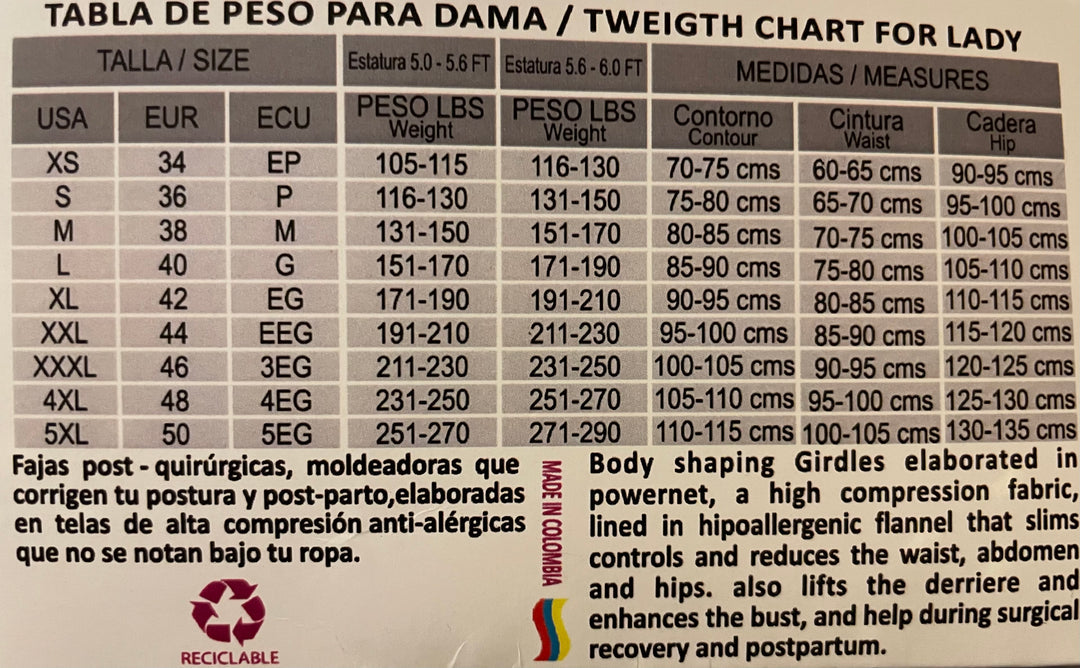 TABLA DE PESO PARA DAMA / TWEIGTH CHART FOR LADY
TALLA / SIZE Estatura 5.0 - 5.6 FT Estatura 5.6 - 6.0 FT MEDIDAS / MEASURES
USA EUR ECU PESO LBS Weight PESO LBS Weight Contorno Contour Cintura Waist Cadera Hip
XS 34 EP 105-115 116-130 70-75 cms 60-65 cms 90-95 cms
S 36 P 116-130 131-150 75-80 cms 65-70 cms 95-100 cms
M 38 M 131-150 151-170 80-85 cms 70-75 cms 100-105 cms
L 40 G 151-170 171-190 85-90 cms 75-80 cms 105-110 cms
XL 42 EG 171-190 191-210 90-95 cms 80-85 cms 110-115 cms
XXL 44 EEG 191-210 211-230 95-100 cms 85-90 cms 115-120 cms
XXXL 46 3EG 211-230 231-250 100-105 cms 90-95 cms 120-125 cms
4XL 48 4EG 231-250 251-270 105-110 cms 95-100 cms 125-130 cms
5XL 50 5EG 251-270 271-290 110-115 cms 100-105 cms 130-135 cms
Fajas post - quirúrgicas, moldeadoras que
corrigen tu postura y post-parto,elaboradas
en telas de alta compresión anti-alérgicas
que no se notan bajo tu ropa.
RECICLABLE
MADE IN COLOMBIA
Body shaping Girdles elaborated in
powernet, a high compression fabric,
lined in hipoallergenic flannel that slims
controls and reduces the waist, abdomen
and hips. also lifts the derriere and
enhances the bust, and help during surgical
recovery and postpartum.